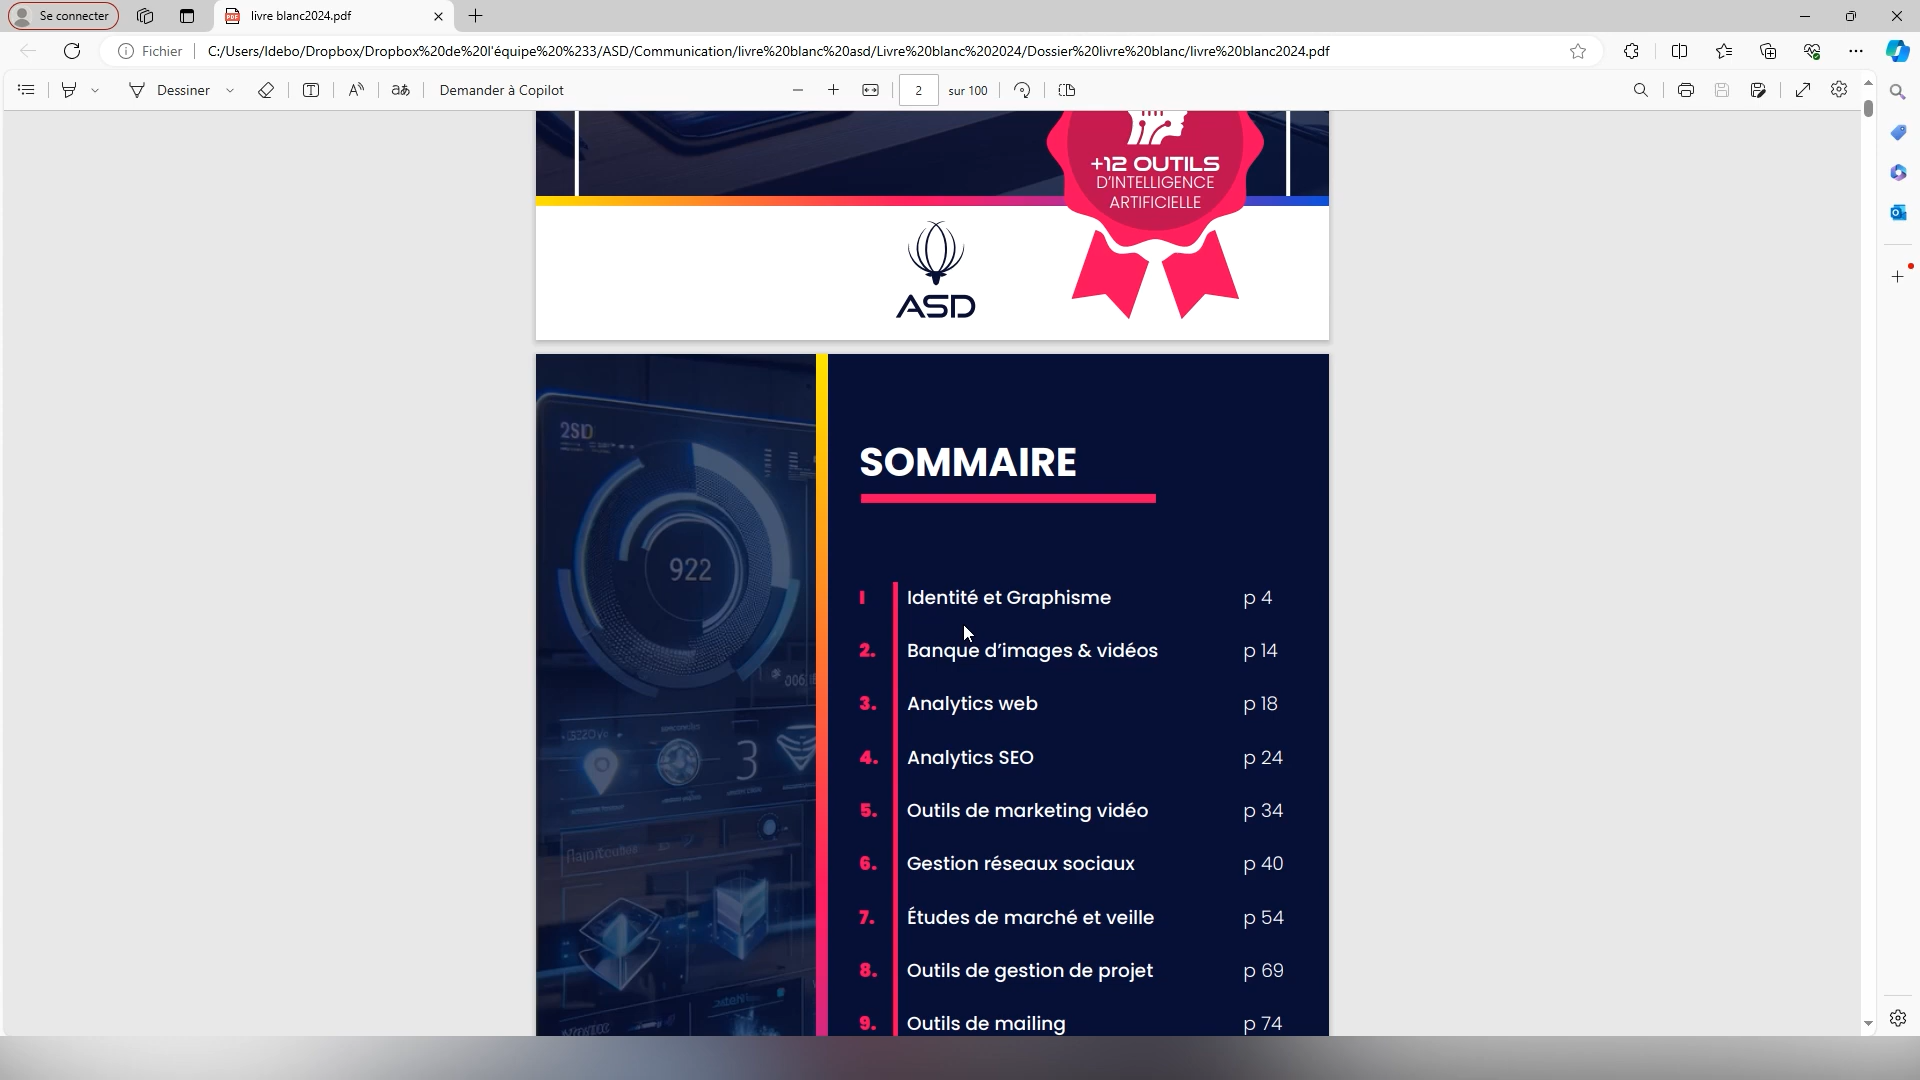 Se connecter
livre blanc2024.pdf
Fichier
C:/Users/Idebo/Dropbox/Dropbox%20de%20l'équipe%20%233/ASD/Communication/livre%20blanc%20asd/Livre%20blanc%202024/Dossier%20livre%20blanc/livre%20blanc2024.pdf
Dessiner
aあ
Demander à Copilot
2 sur 100
+12 OUTILS
D'INTELLIGENCE
ARTIFICIELLE
ASD
2SD
922
3
SOMMAIRE
I Identité et Graphisme p 4
2. Banque d'images & vidéos p 14
3. Analytics web p 18
4. Analytics SEO p 24
5. Outils de marketing vidéo p 34
6. Gestion réseaux sociaux p 40
7. Études de marché et veille p 54
8. Outils de gestion de projet p 69
9. Outils de mailing p 74